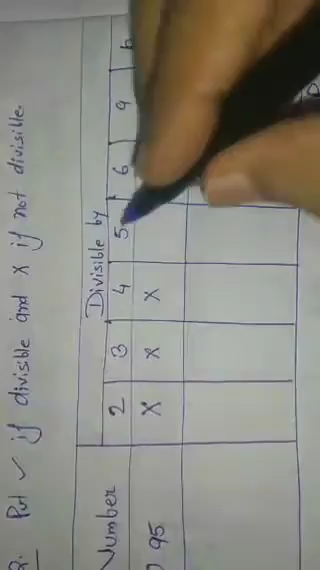 2. Put ✓ if divisible and x if not divisible.
Number Divisible by
2 3 4 5 6 9
) 95 x x x